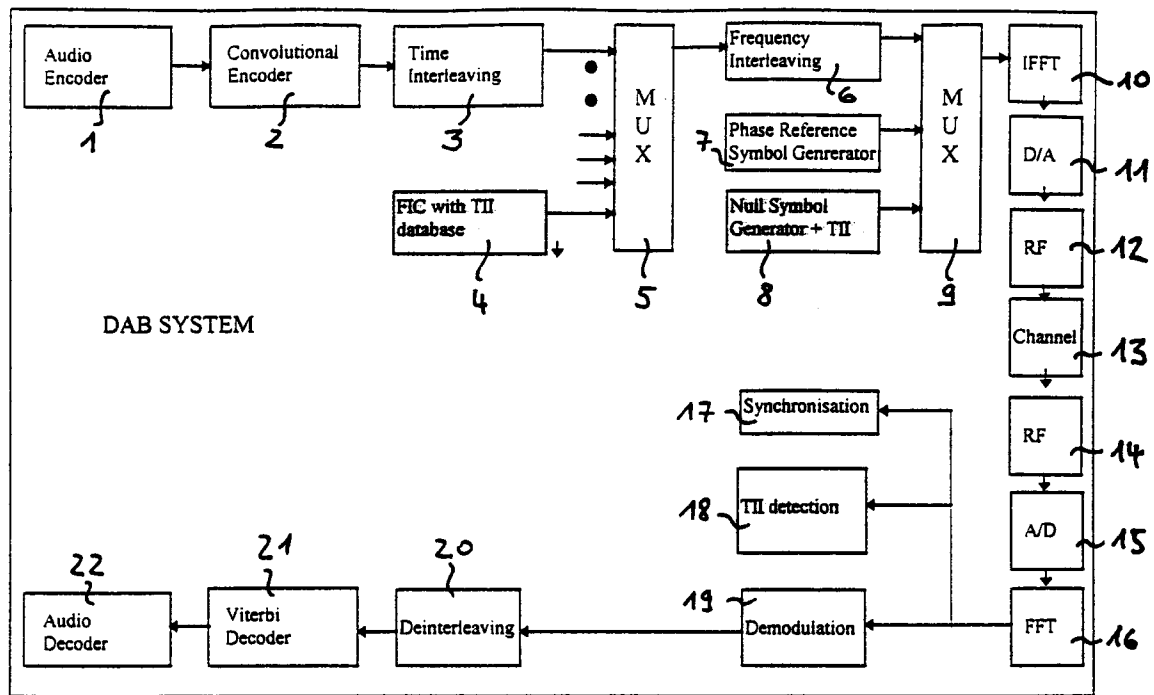 Audio
Encoder
1
Convolutional
Encoder
2
Time
Interleaving
3
FIC with TII
database
4
M
U
X
5
Frequency
Interleaving
6
7
Phase Reference
Symbol Genrerator
Null Symbol
Generator + TII
8
M
U
X
9
IFFT
10
D/A
11
RF
12
Channel
13
RF
14
A/D
15
FFT
16
DAB SYSTEM
17
Synchronisation
18
TII detection
19
Demodulation
20
Deinterleaving
21
Viterbi
Decoder
22
Audio
Decoder